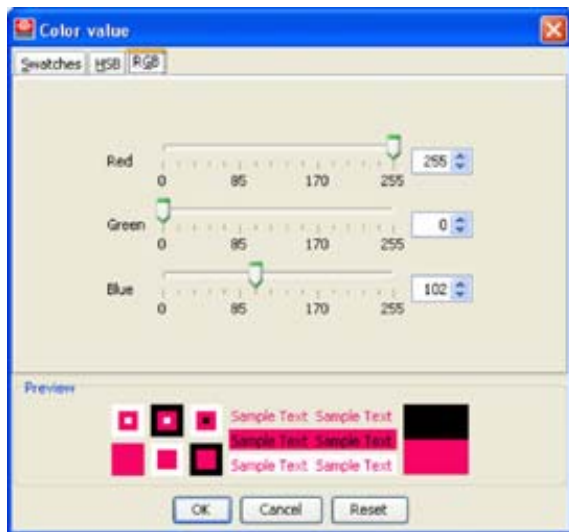 Color value
Swatches HSB RGB
Red 255
0 85 170 255
Green 0
0 85 170 255
Blue 102
0 85 170 255
Preview
Sample Text Sample Text
Sample Text Sample Text
Sample Text Sample Text
OK Cancel Reset